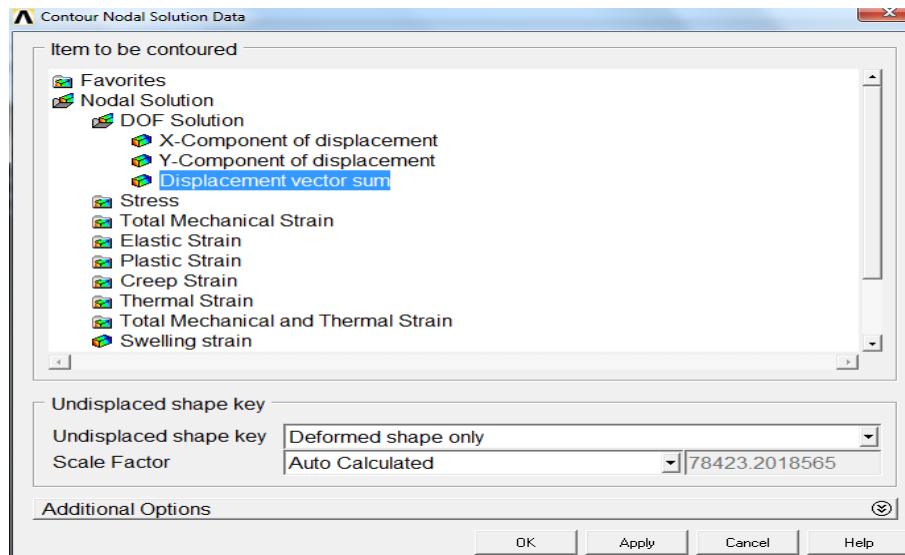 Contour Nodal Solution Data
Item to be contoured
Favorites
Nodal Solution
DOF Solution
X-Component of displacement
Y-Component of displacement
Displacement vector sum
Stress
Total Mechanical Strain
Elastic Strain
Plastic Strain
Creep Strain
Thermal Strain
Total Mechanical and Thermal Strain
Swelling strain
Undisplaced shape key
Undisplaced shape key Deformed shape only
Scale Factor Auto Calculated 78423.2018565
Additional Options
OK Apply Cancel Help